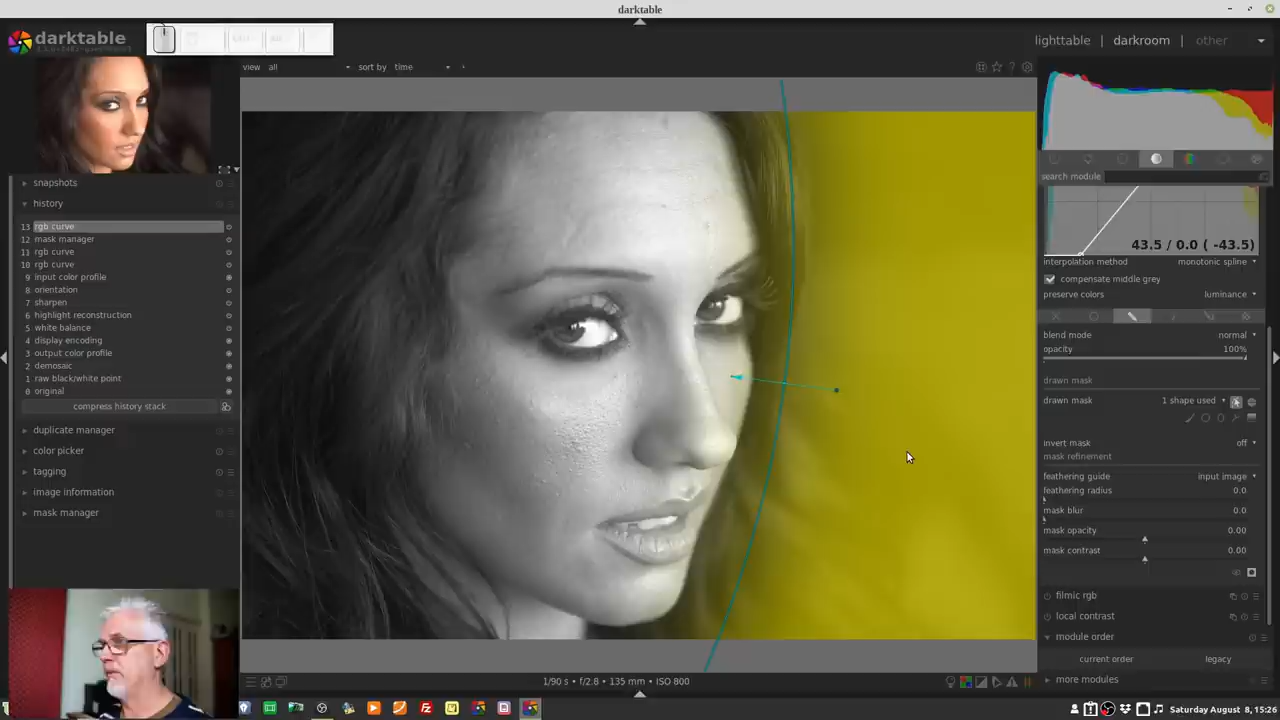 darktable
darktable
lighttable | darkroom | other
view all sort by time
search module
snapshots
history
13 rgb curve
12 mask manager
11 rgb curve
10 rgb curve
9 input color profile
8 orientation
7 sharpen
6 highlight reconstruction
5 white balance
4 display encoding
3 output color profile
2 demosaic
1 raw black/white point
0 original
compress history stack
duplicate manager
color picker
tagging
image information
mask manager
43.5 / 0.0 ( -43.5)
interpolation method monotonic spline
compensate middle grey
preserve colors luminance
blend mode normal
opacity 100%
drawn mask
drawn mask 1 shape used
invert mask off
mask refinement
feathering guide input image
feathering radius 0.0
mask blur 0.0
mask opacity 0.00
mask contrast 0.00
filmic rgb
local contrast
module order
current order legacy
more modules
1/90 s • f/2.8 • 135 mm • ISO 800
Saturday August 8, 15:26